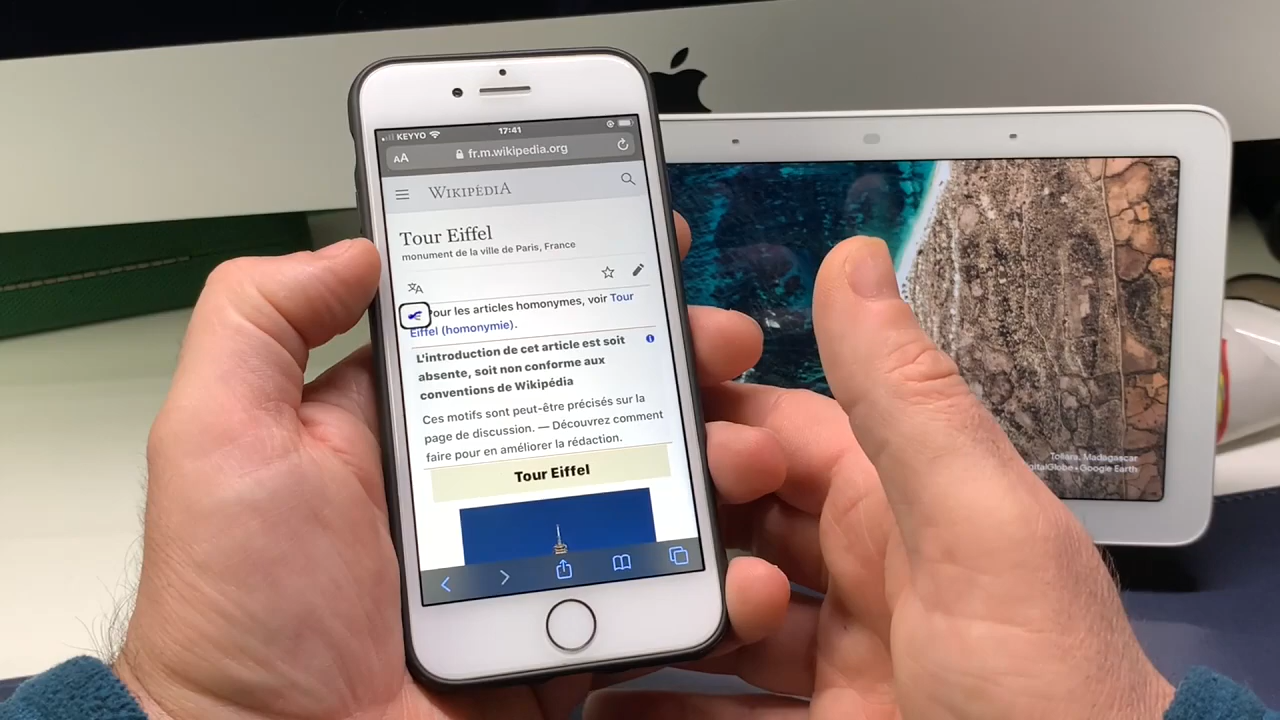 KEYYO
17:41
AA
fr.m.wikipedia.org
WIKIPÉDIA
Tour Eiffel
monument de la ville de Paris, France
Pour les articles homonymes, voir Tour
Eiffel (homonymie).
L'introduction de cet article est soit
absente, soit non conforme aux
conventions de Wikipédia
Ces motifs sont peut-être précisés sur la
page de discussion. — Découvrez comment
faire pour en améliorer la rédaction.
Tour Eiffel
Toliara, Madagascar
igitalGlobe • Google Earth